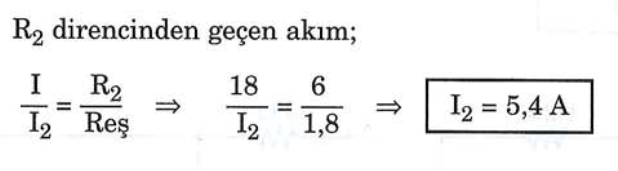 R₂ direncinden geçen akım;
I/I₂ = R₂/Reş ⇒ 18/I₂ = 6/1,8 ⇒ I₂ = 5,4 A